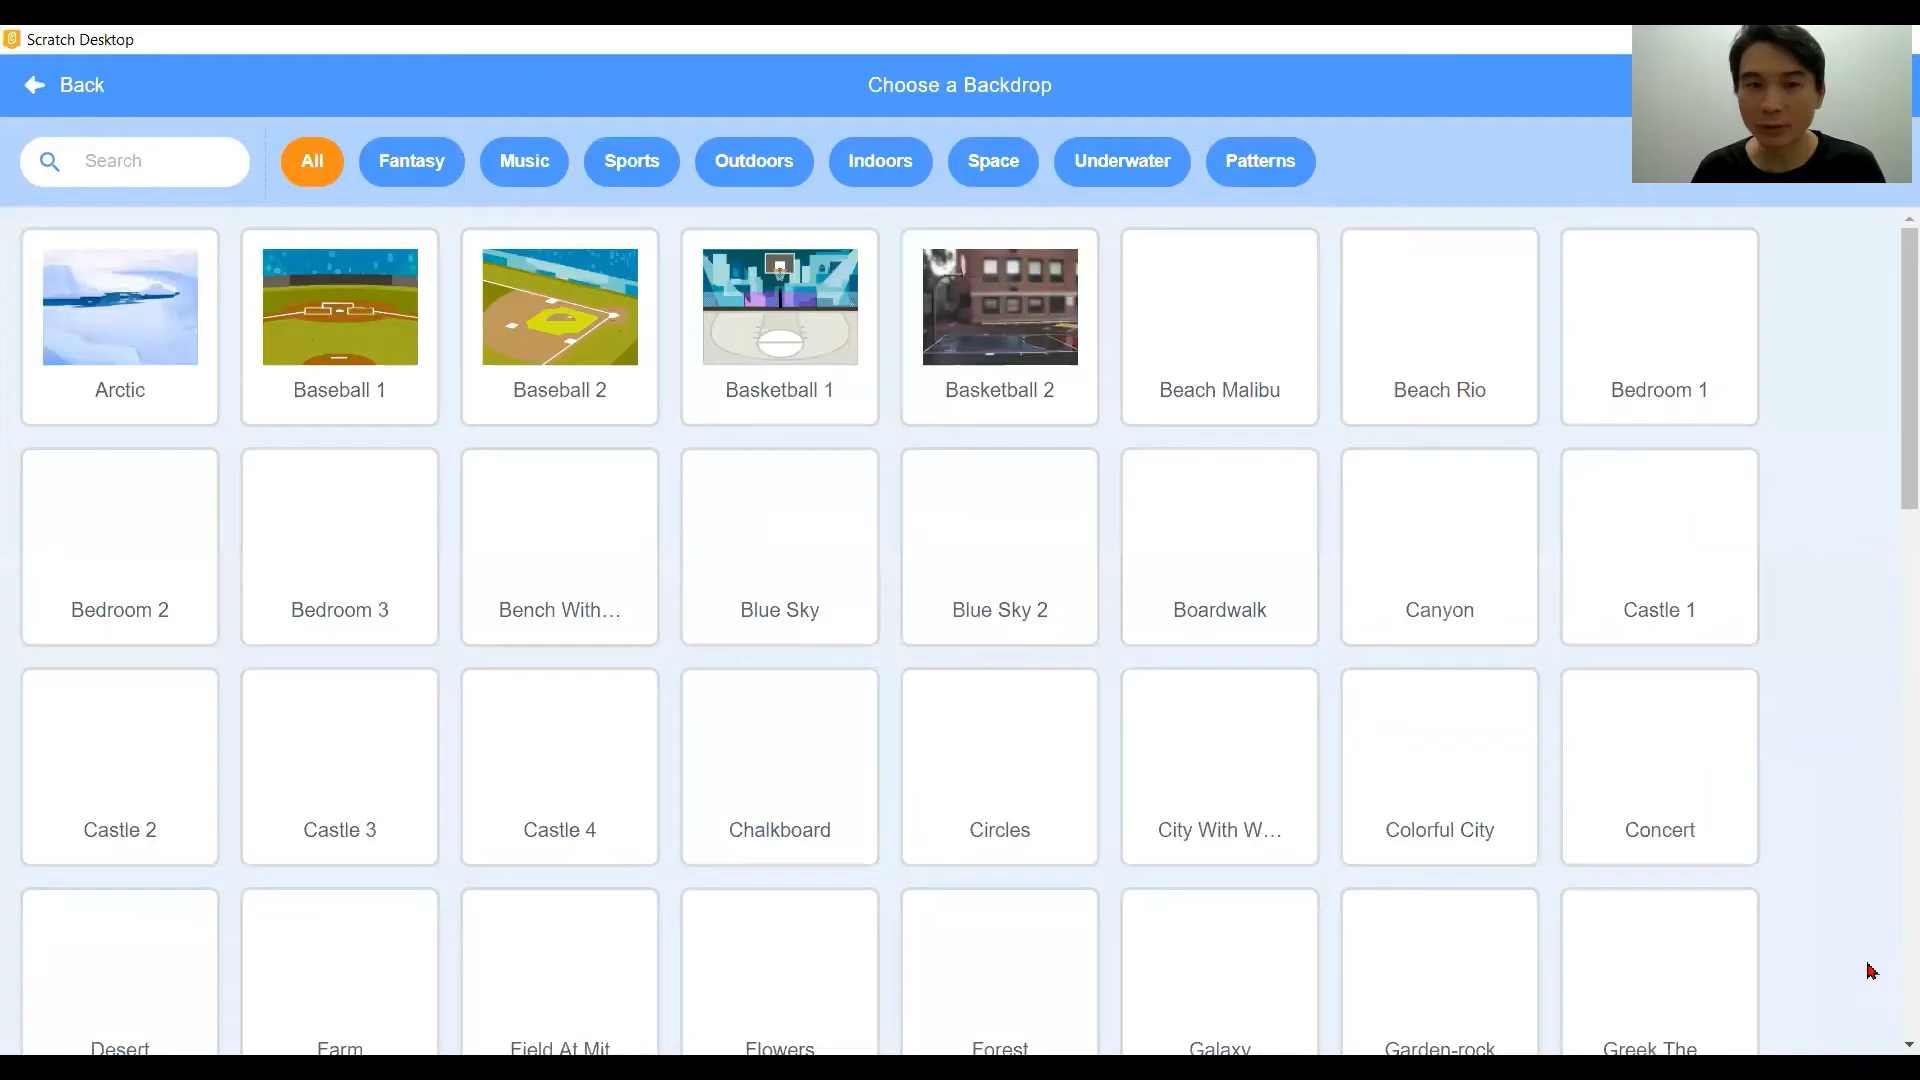 Scratch Desktop
Back
Choose a Backdrop
Search
All
Fantasy
Music
Sports
Outdoors
Indoors
Space
Underwater
Patterns
Arctic
Baseball 1
Baseball 2
Basketball 1
Basketball 2
Beach Malibu
Beach Rio
Bedroom 1
Bedroom 2
Bedroom 3
Bench With...
Blue Sky
Blue Sky 2
Boardwalk
Canyon
Castle 1
Castle 2
Castle 3
Castle 4
Chalkboard
Circles
City With W...
Colorful City
Concert
Desert
Farm
Field At Mit
Flowers
Forest
Galaxy
Garden-rock
Greek The